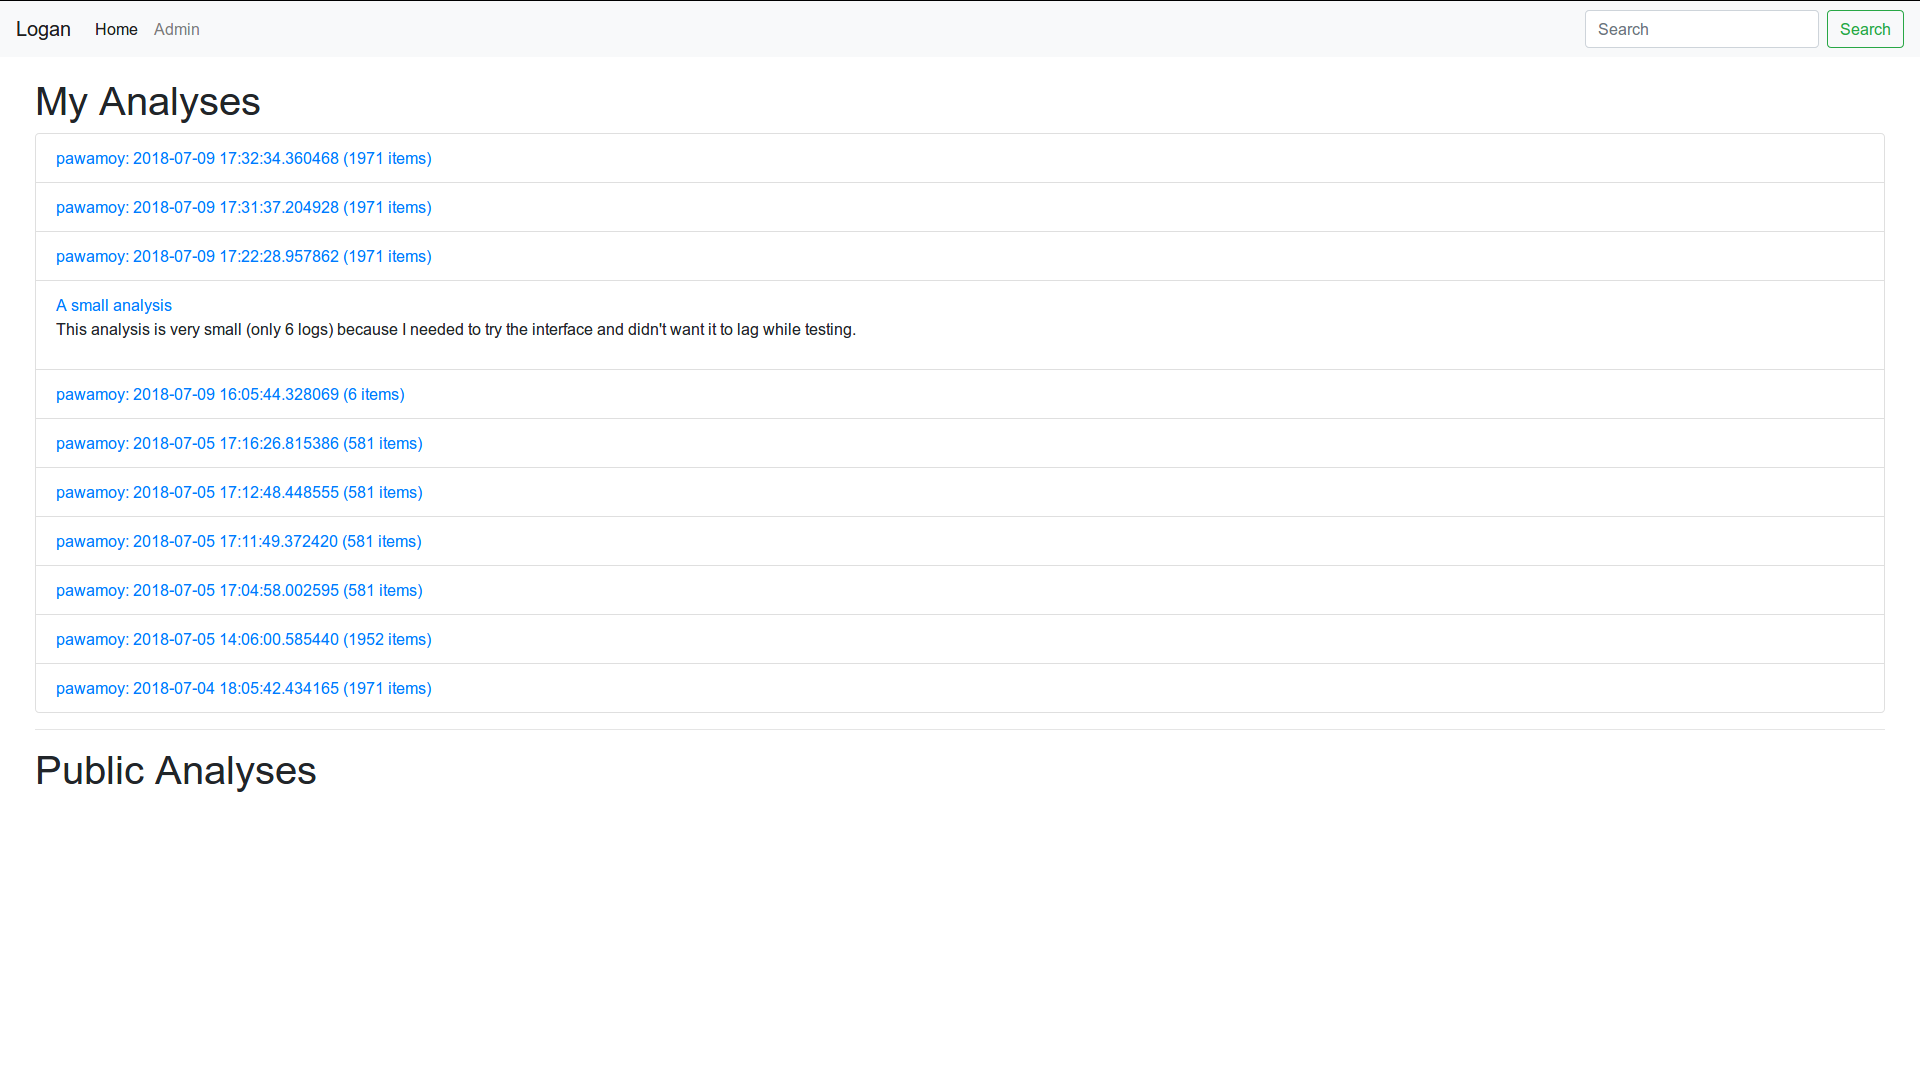 Logan Home Admin Search Search
My Analyses
pawamoy: 2018-07-09 17:32:34.360468 (1971 items)
pawamoy: 2018-07-09 17:31:37.204928 (1971 items)
pawamoy: 2018-07-09 17:22:28.957862 (1971 items)
A small analysis
This analysis is very small (only 6 logs) because I needed to try the interface and didn't want it to lag while testing.
pawamoy: 2018-07-09 16:05:44.328069 (6 items)
pawamoy: 2018-07-05 17:16:26.815386 (581 items)
pawamoy: 2018-07-05 17:12:48.448555 (581 items)
pawamoy: 2018-07-05 17:11:49.372420 (581 items)
pawamoy: 2018-07-05 17:04:58.002595 (581 items)
pawamoy: 2018-07-05 14:06:00.585440 (1952 items)
pawamoy: 2018-07-04 18:05:42.434165 (1971 items)
Public Analyses